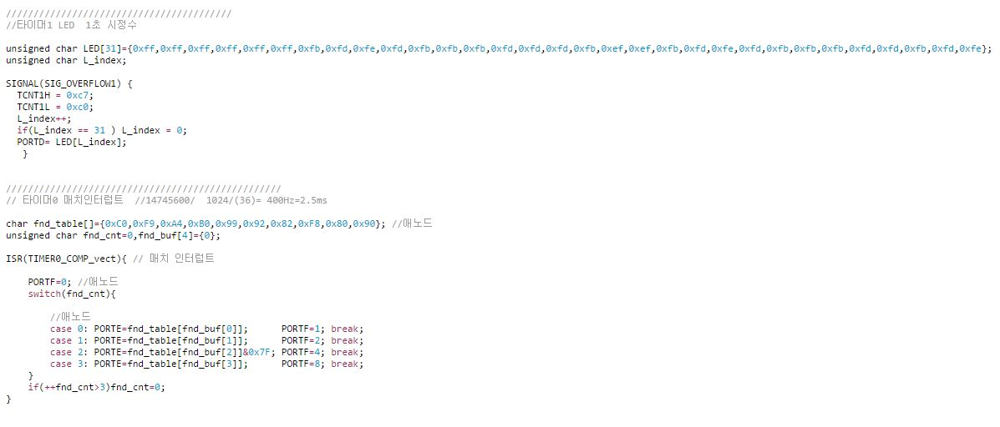 /////////////////////////////////////////
//타이머1 LED  1초 시정수
unsigned char LED[31]={0xff,0xff,0xff,0xff,0xff,0xff,0xfb,0xfd,0xfe,0xfd,0xfb,0xfb,0xfb,0xfd,0xfd,0xfd,0xfb,0xef,0xef,0xfb,0xfd,0xfe,0xfd,0xfb,0xfb,0xfb,0xfd,0xfd,0xfb,0xfd,0xfe};
unsigned char L_index;
SIGNAL(SIG_OVERFLOW1) {
  TCNT1H = 0xc7;
  TCNT1L = 0xc0;
  L_index++;
  if(L_index == 31 ) L_index = 0;
  PORTD= LED[L_index];
   }
//////////////////////////////////////////////////
// 타이머0 매치인터럽트  //14745600/  1024/(36)= 400Hz=2.5ms
char fnd_table[]={0xC0,0xF9,0xA4,0xB0,0x99,0x92,0x82,0xF8,0x80,0x90}; //애노드
unsigned char fnd_cnt=0,fnd_buf[4]={0};
ISR(TIMER0_COMP_vect){ // 매치 인터럽트
    PORTF=0; //애노드
    switch(fnd_cnt){
        //애노드
        case 0: PORTE=fnd_table[fnd_buf[0]];      PORTF=1; break;
        case 1: PORTE=fnd_table[fnd_buf[1]];      PORTF=2; break;
        case 2: PORTE=fnd_table[fnd_buf[2]]&0x7F; PORTF=4; break;
        case 3: PORTE=fnd_table[fnd_buf[3]];      PORTF=8; break;
    }
    if(++fnd_cnt>3)fnd_cnt=0;
}